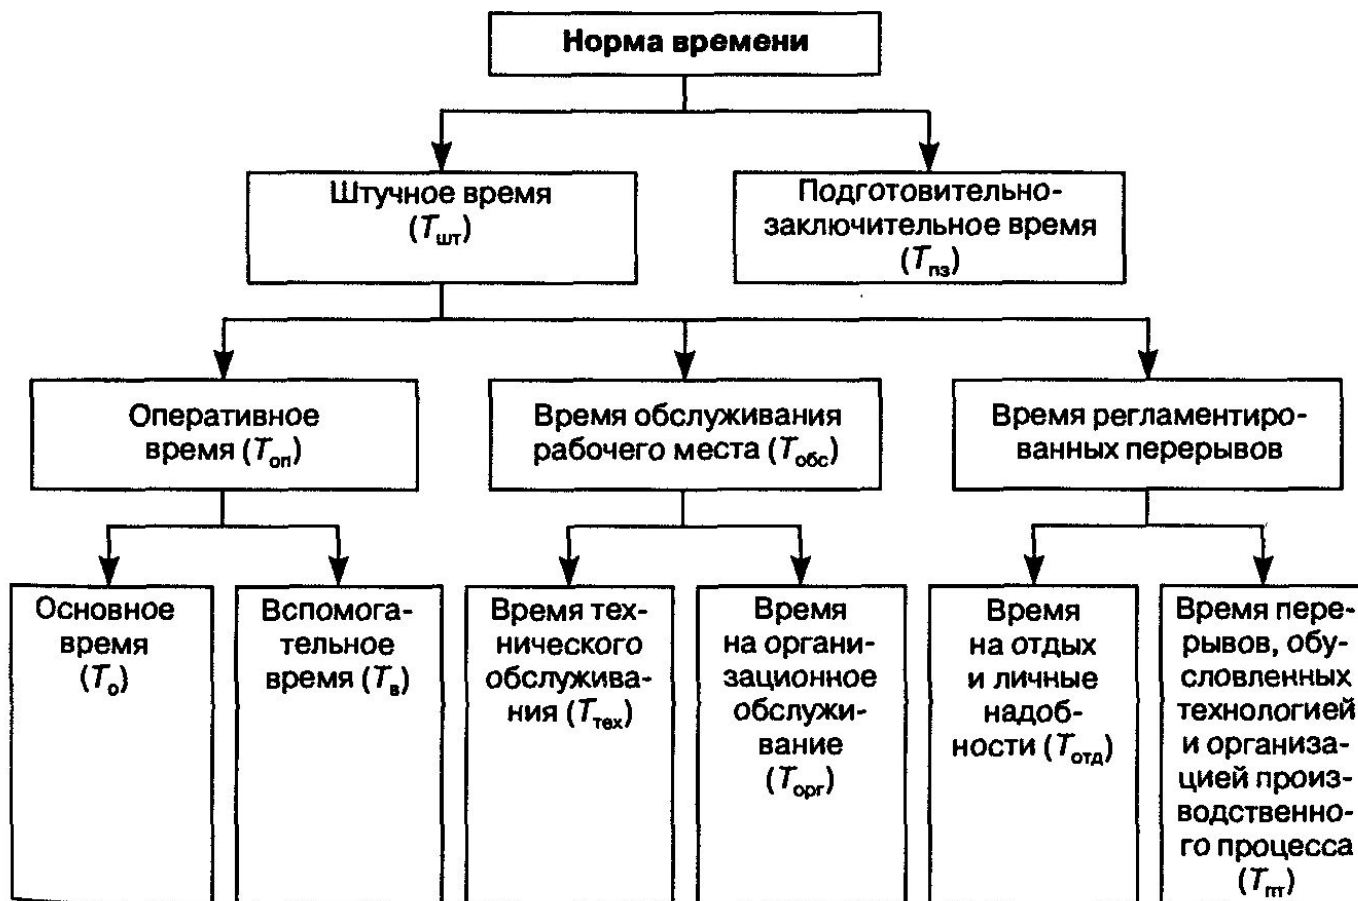 Норма времени
Штучное время
(Tшт)
Подготовительно-
заключительное время
(Tпз)
Оперативное
время (Tоп)
Время обслуживания
рабочего места (Tобс)
Время регламентиро-
ванных перерывов
Основное
время
(Tо)
Вспомога-
тельное
время (Tв)
Время тех-
нического
обслужива-
ния (Tтех)
Время
на органи-
зационное
обслужи-
вание
(Tорг)
Время
на отдых
и личные
надоб-
ности (Tотд)
Время пере-
рывов, обу-
словленных
технологией
и организа-
цией произ-
водственно-
го процесса
(Tпт)